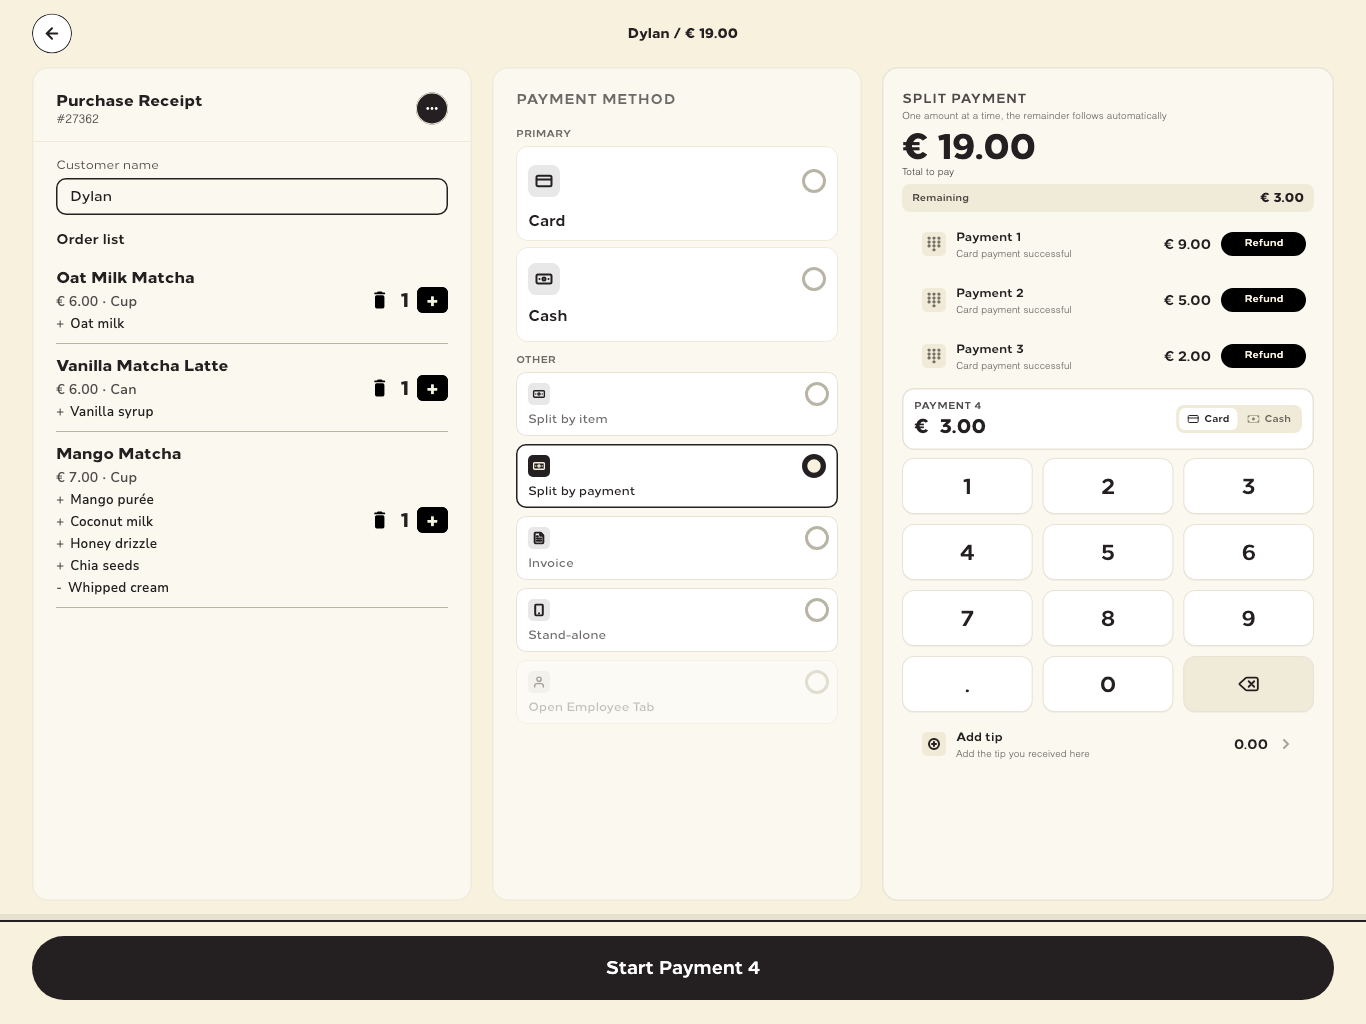 Dylan / € 19.00
Purchase Receipt
#27362
Customer name
Dylan
Order list
Oat Milk Matcha
€ 6.00 · Cup
+ Oat milk
1 +
Vanilla Matcha Latte
€ 6.00 · Can
+ Vanilla syrup
1 +
Mango Matcha
€ 7.00 · Cup
+ Mango purée
+ Coconut milk
+ Honey drizzle
+ Chia seeds
- Whipped cream
1 +
PAYMENT METHOD
PRIMARY
Card
Cash
OTHER
Split by item
Split by payment
Invoice
Stand-alone
Open Employee Tab
SPLIT PAYMENT
One amount at a time, the remainder follows automatically
€ 19.00
Total to pay
Remaining € 3.00
Payment 1
Card payment successful
€ 9.00 Refund
Payment 2
Card payment successful
€ 5.00 Refund
Payment 3
Card payment successful
€ 2.00 Refund
PAYMENT 4
€ 3.00
Card Cash
1 2 3
4 5 6
7 8 9
. 0
Add tip
Add the tip you received here
0.00
Start Payment 4